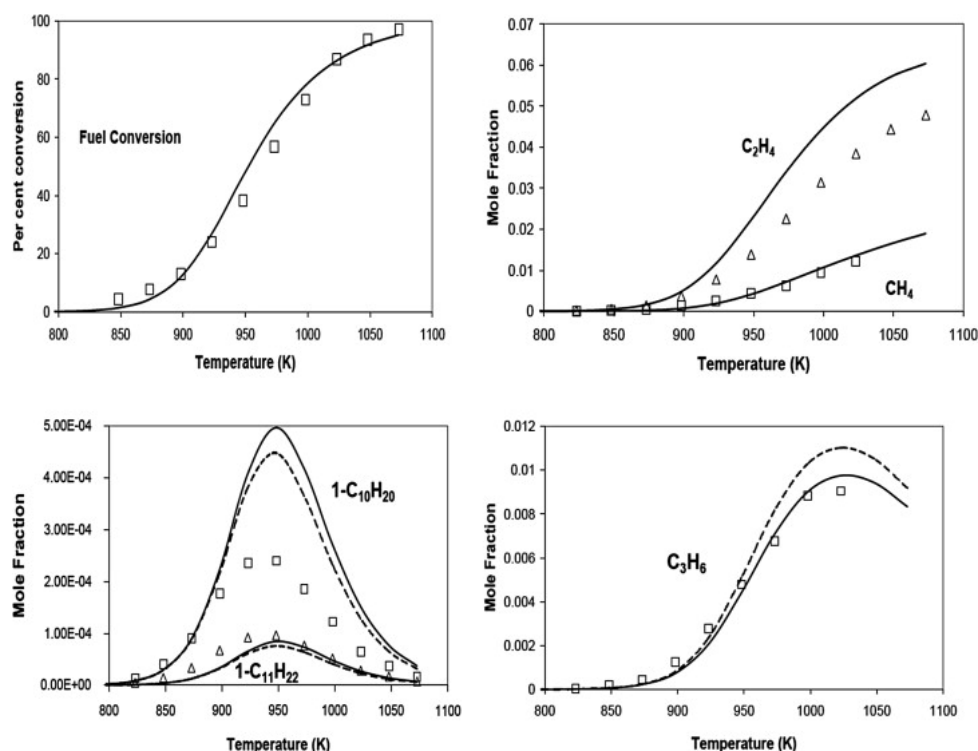 100
80
60
40
20
0
Per cent conversion
Fuel Conversion
800 850 900 950 1000 1050 1100
Temperature (K)
0.07
0.06
0.05
0.04
0.03
0.02
0.01
0
Mole Fraction
C₂H₄
CH₄
800 850 900 950 1000 1050 1100
Temperature (K)
5.00E-04
4.00E-04
3.00E-04
2.00E-04
1.00E-04
0.00E+00
Mole Fraction
1-C₁₀H₂₀
1-C₁₁H₂₂
800 850 900 950 1000 1050 1100
Temperature (K)
0.012
0.01
0.008
0.006
0.004
0.002
0
Mole Fraction
C₃H₆
800 850 900 950 1000 1050 1100
Temperature (K)